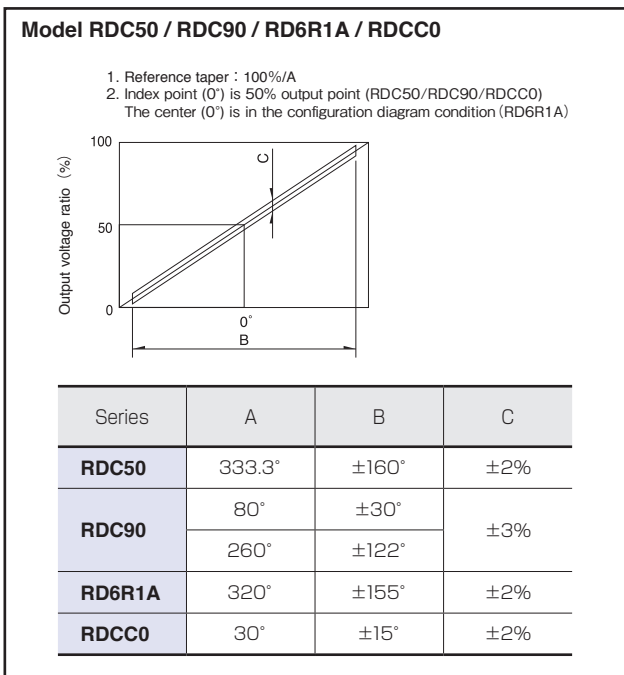 Model RDC50 / RDC90 / RD6R1A / RDCC0
1. Reference taper : 100%/A
2. Index point (0˚) is 50% output point (RDC50/RDC90/RDCC0)
The center (0˚) is in the configuration diagram condition (RD6R1A)
Output voltage ratio (%)
100
50
0
C
0˚
B
Series A B C
RDC50 333.3˚ ±160˚ ±2%
RDC90 80˚ ±30˚ ±3%
260˚ ±122˚
RD6R1A 320˚ ±155˚ ±2%
RDCC0 30˚ ±15˚ ±2%